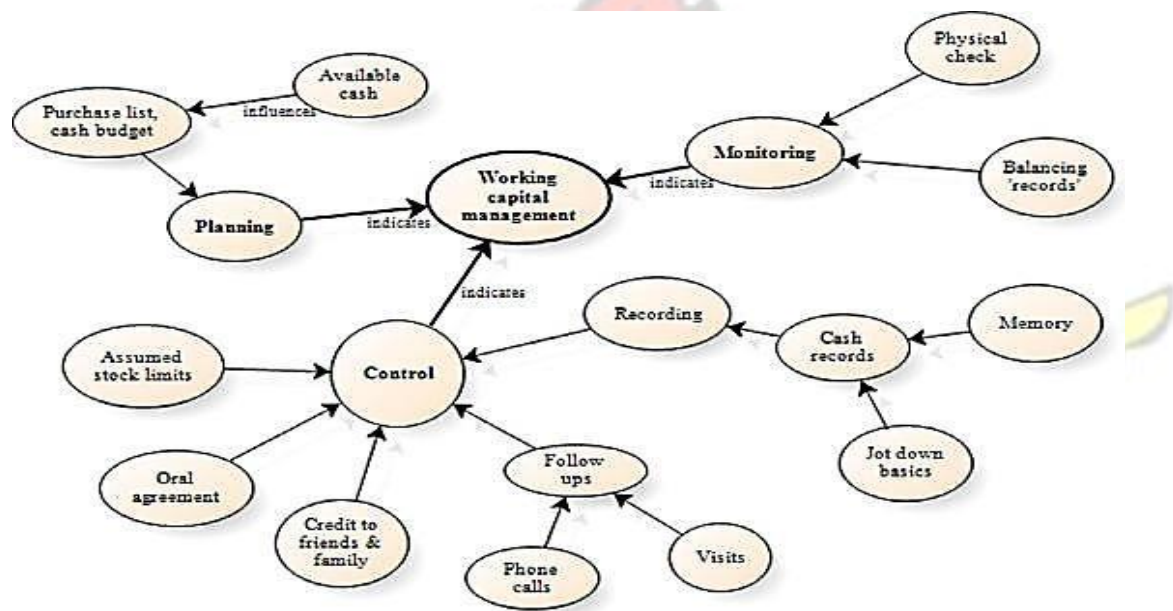 Physical
check
Available
cash
influences
Purchase list,
cash budget
Monitoring
Balancing
'records'
Working
capital
management
indicates
Planning
indicates
indicates
Recording
Memory
Cash
records
Assumed
stock limits
Control
Jot down
basics
Follow
ups
Oral
agreement
Credit to
friends &
family
Visits
Phone
calls